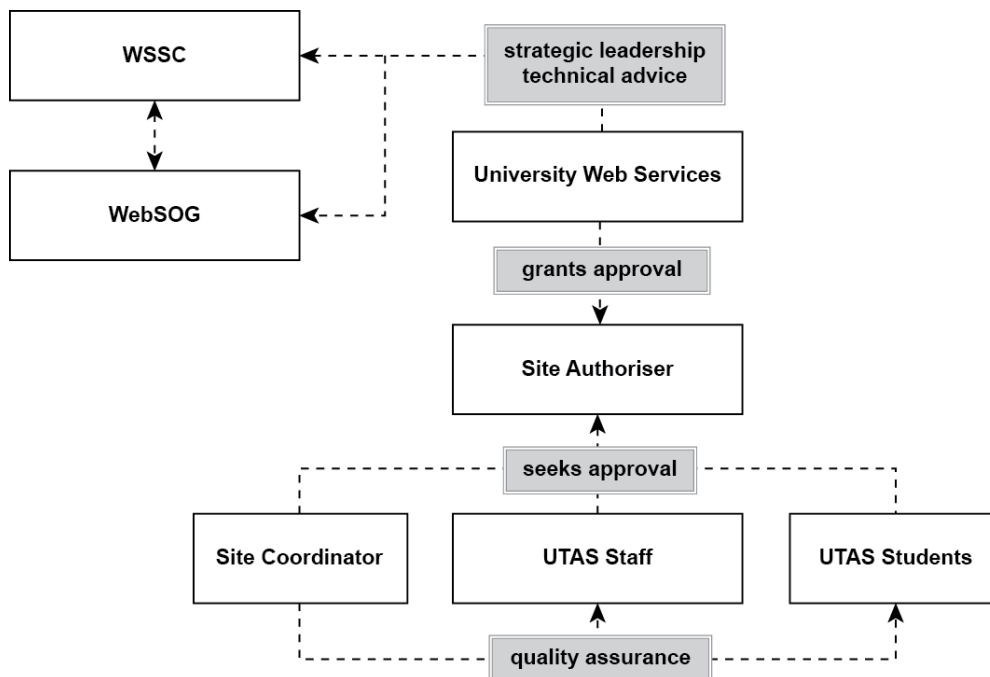 WSSC
strategic leadership
technical advice
University Web Services
WebSOG
grants approval
Site Authoriser
seeks approval
Site Coordinator
UTAS Staff
UTAS Students
quality assurance